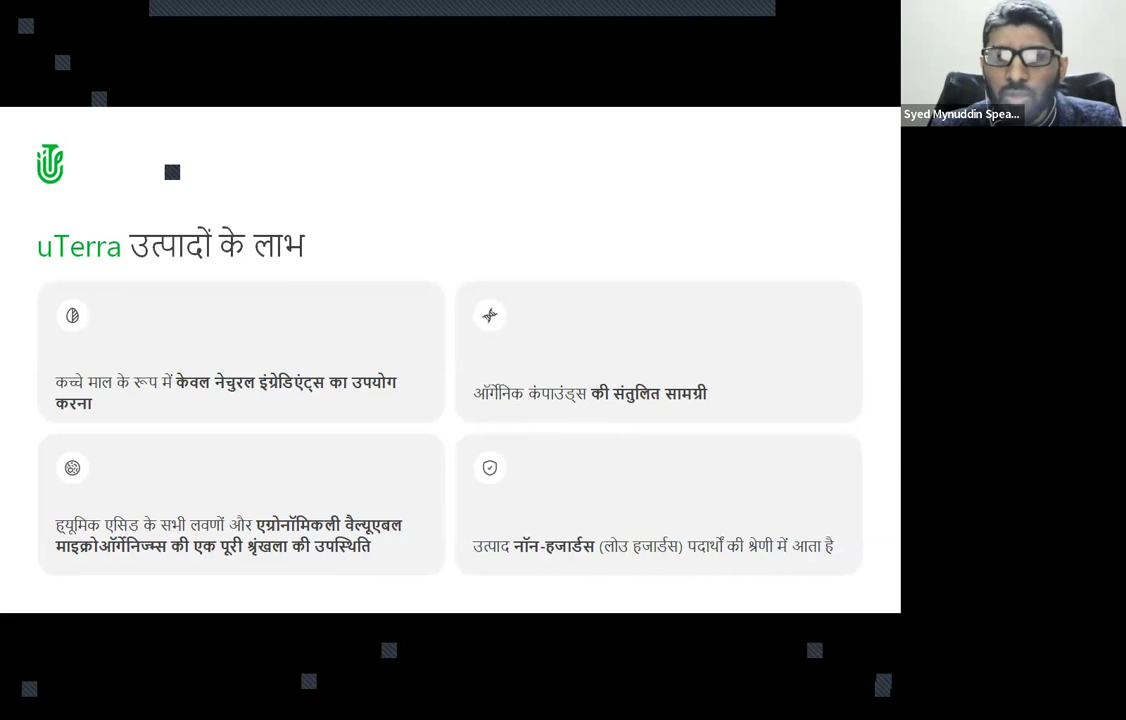 Syed Mynuddin Spea...
uTerra उत्पादों के लाभ
कच्चे माल के रूप में केवल नेचुरल इंग्रेडिएंट्स का उपयोग
करना
ऑर्गेनिक कंपाउंड्स की संतुलित सामग्री
ह्यूमिक एसिड के सभी लवणों और एग्रोनॉमिकली वैल्यूएबल
माइक्रोऑर्गेनिज्म्स की एक पूरी श्रृंखला की उपस्थिति
उत्पाद नॉन-हजार्डस (लोउ हजार्डस) पदार्थों की श्रेणी में आता है